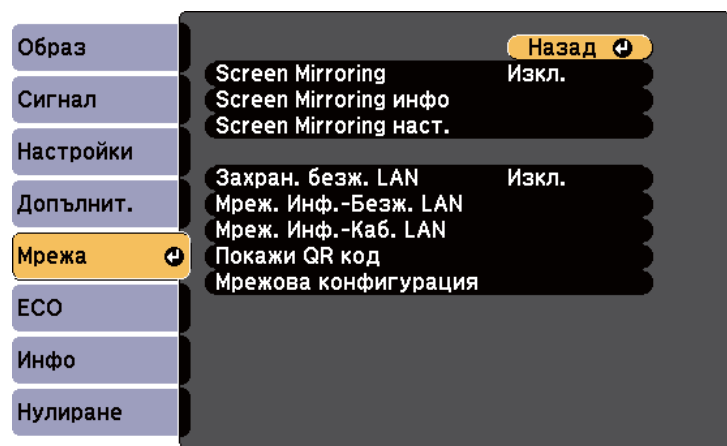 Образ
Сигнал
Настройки
Допълнит.
Мрежа
ECO
Инфо
Нулиране
Назад
Screen Mirroring Изкл.
Screen Mirroring инфо
Screen Mirroring наст.
Захран. безж. LAN Изкл.
Мреж. Инф.-Безж. LAN
Мреж. Инф.-Каб. LAN
Покажи QR код
Мрежова конфигурация